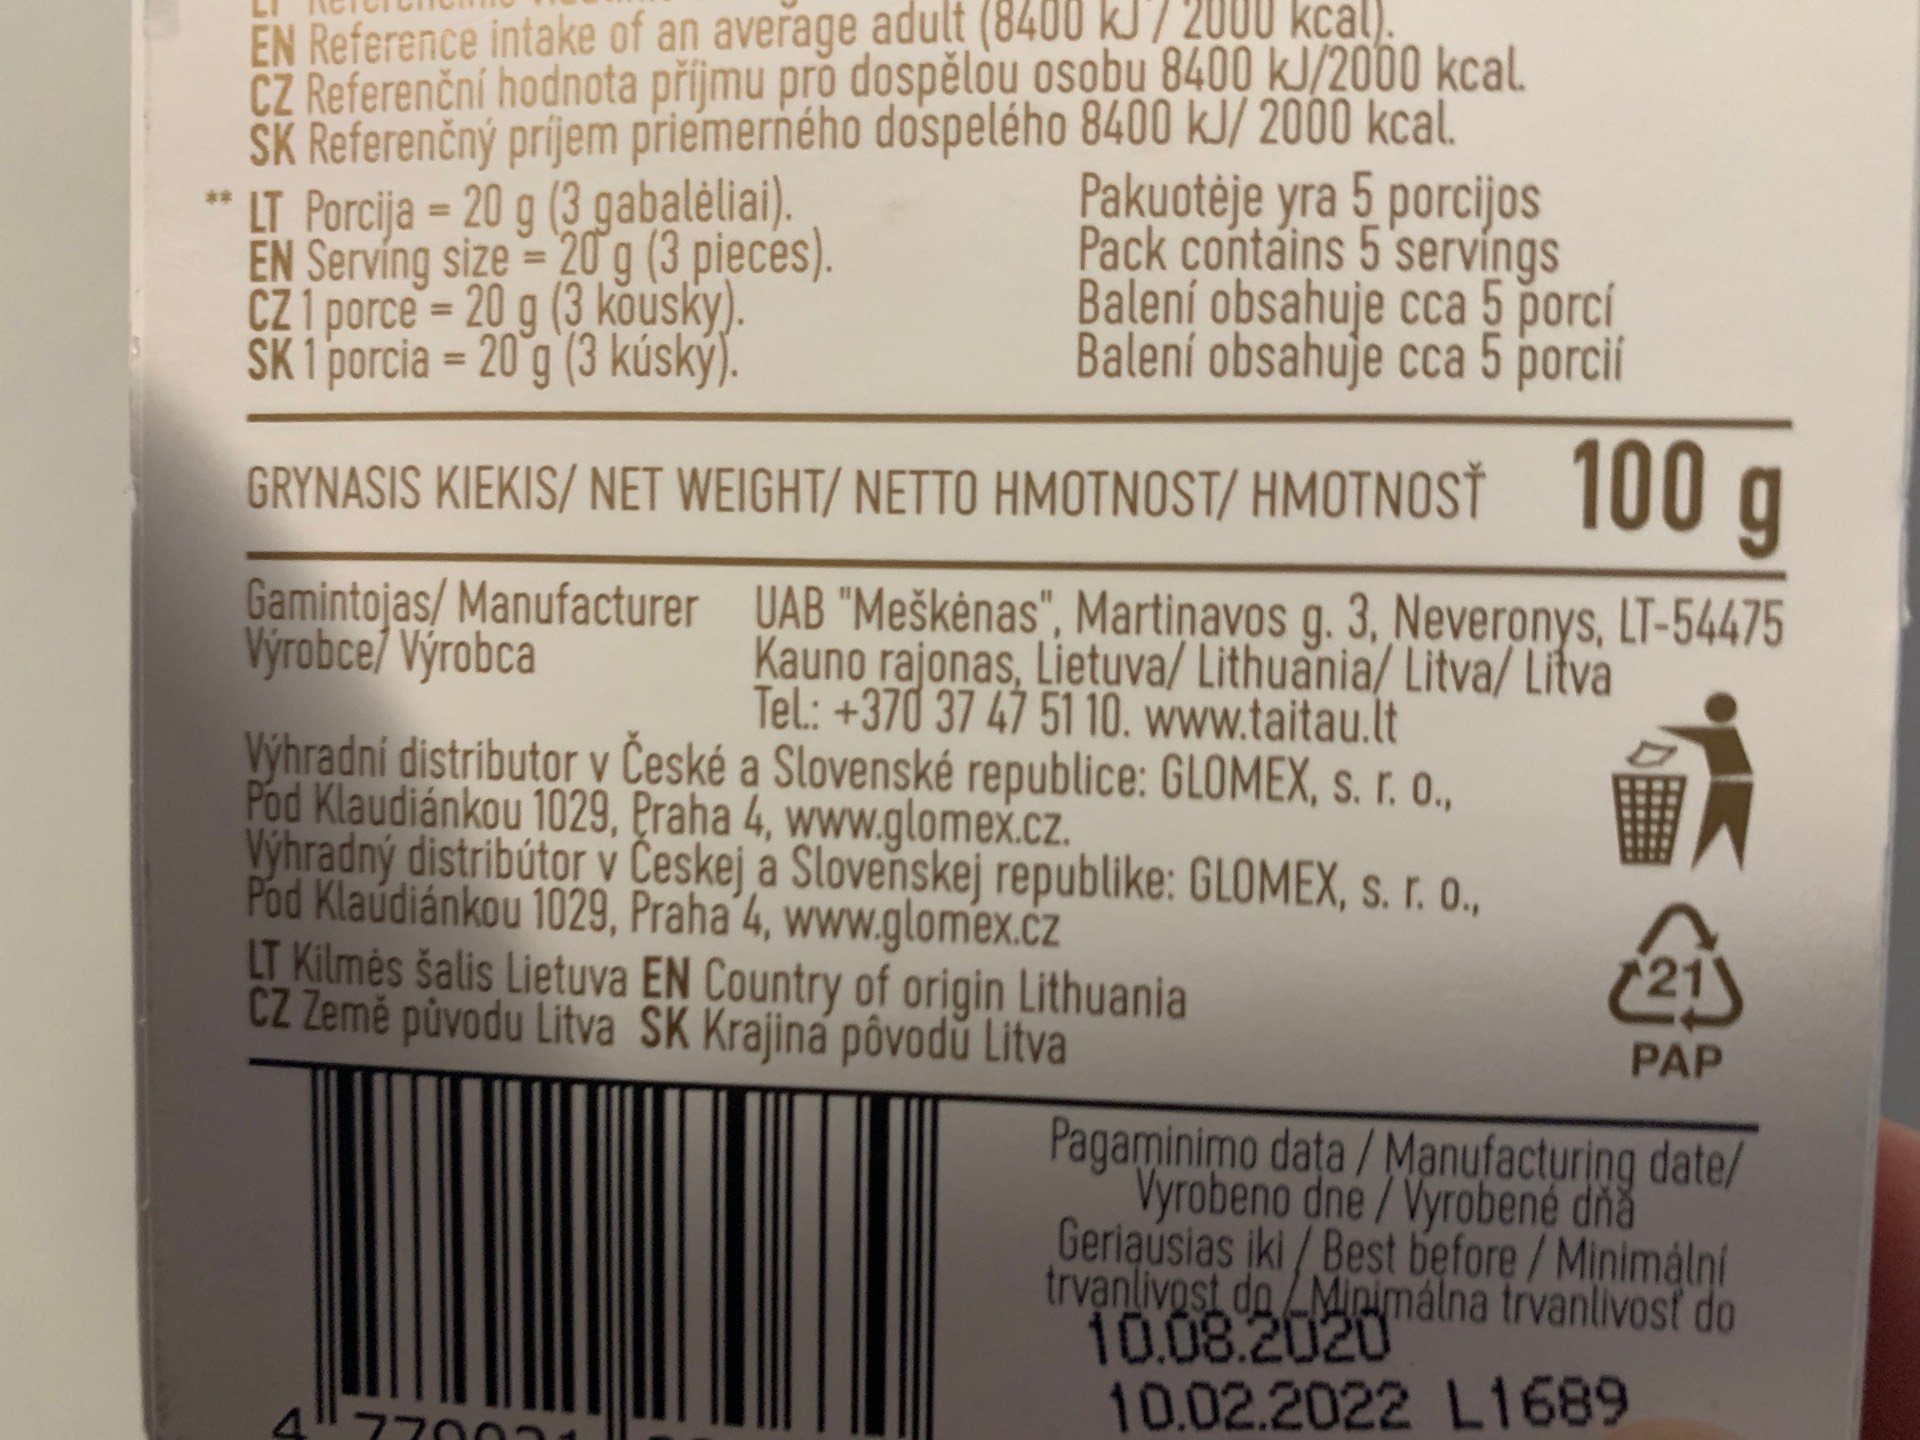 EN Reference intake of an average adult (8400 kJ / 2000 kcal).
CZ Referenční hodnota příjmu pro dospělou osobu 8400 kJ/2000 kcal.
SK Referenčný príjem priemerného dospelého 8400 kJ/ 2000 kcal.
** LT Porcija = 20 g (3 gabalėliai). Pakuotėje yra 5 porcijos
EN Serving size = 20 g (3 pieces). Pack contains 5 servings
CZ 1 porce = 20 g (3 kousky). Balení obsahuje cca 5 porcí
SK 1 porcia = 20 g (3 kúsky). Balení obsahuje cca 5 porcií
GRYNASIS KIEKIS/ NET WEIGHT/ NETTO HMOTNOST/ HMOTNOSŤ 100 g
Gamintojas/ Manufacturer UAB "Meškėnas", Martinavos g. 3, Neveronys, LT-54475
Výrobce/ Výrobca Kauno rajonas, Lietuva/ Lithuania/ Litva/ Litva
Tel.: +370 37 47 51 10. www.taitau.lt
Výhradní distributor v České a Slovenské republice: GLOMEX, s. r. o.,
Pod Klaudiánkou 1029, Praha 4, www.glomex.cz.
Výhradný distribútor v Českej a Slovenskej republike: GLOMEX, s. r. o.,
Pod Klaudiánkou 1029, Praha 4, www.glomex.cz
LT Kilmės šalis Lietuva EN Country of origin Lithuania
CZ Země původu Litva SK Krajina pôvodu Litva
21
PAP
Pagaminimo data / Manufacturing date/
Vyrobeno dne / Vyrobené dňa
Geriausias iki / Best before / Minimální
trvanlivost do / Minimálna trvanlivosť do
10.08.2020
10.02.2022 L1689